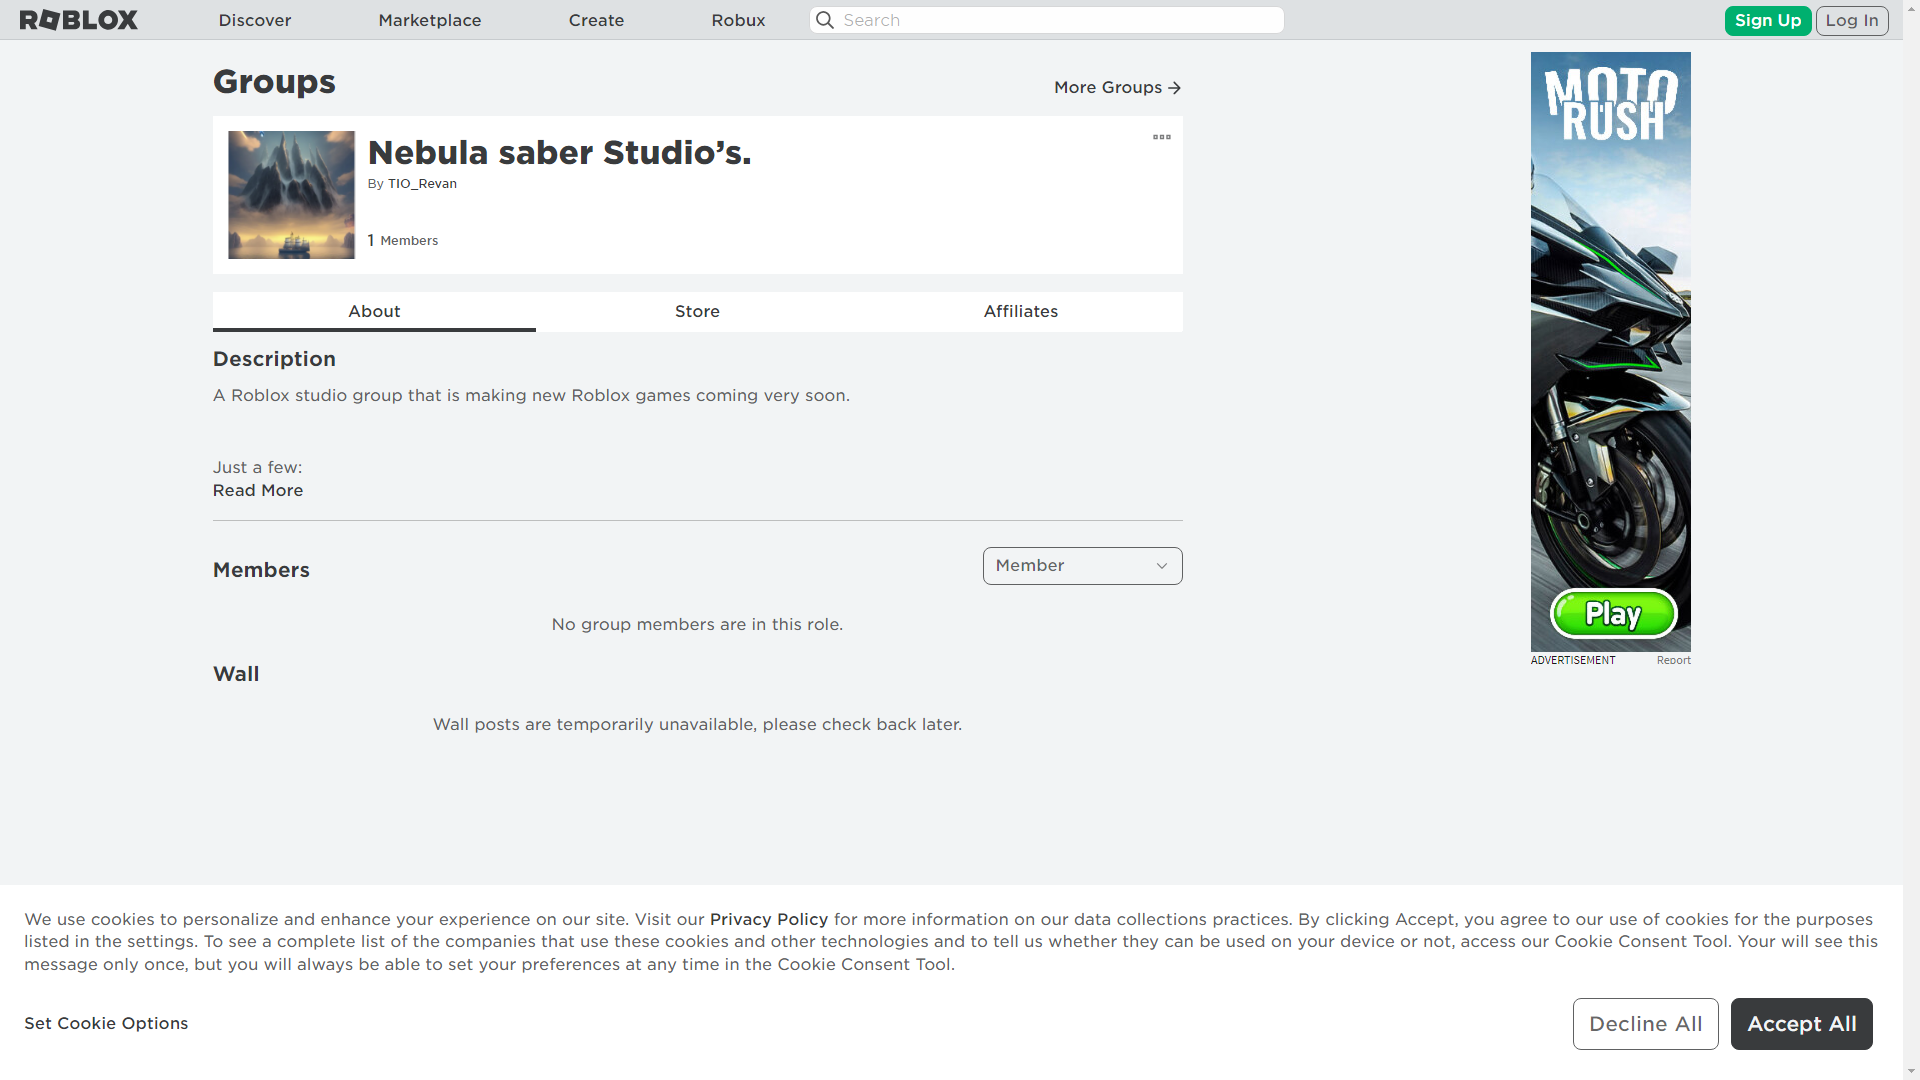 ROBLOX
Discover
Marketplace
Create
Robux
Search
Sign Up
Log In
Groups
More Groups
Nebula saber Studio’s.
By TIO_Revan
1 Members
About
Store
Affiliates
Description
A Roblox studio group that is making new Roblox games coming very soon.
Just a few:
Read More
Members
Member
No group members are in this role.
Wall
Wall posts are temporarily unavailable, please check back later.
MOTO
RUSH
Play
ADVERTISEMENT
Report
We use cookies to personalize and enhance your experience on our site. Visit our Privacy Policy for more information on our data collections practices. By clicking Accept, you agree to our use of cookies for the purposes
listed in the settings. To see a complete list of the companies that use these cookies and other technologies and to tell us whether they can be used on your device or not, access our Cookie Consent Tool. Your will see this
message only once, but you will always be able to set your preferences at any time in the Cookie Consent Tool.
Set Cookie Options
Decline All
Accept All